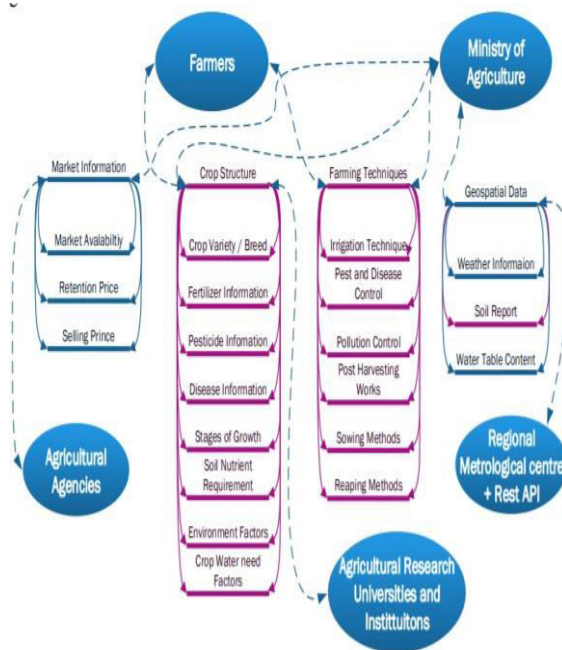 Farmers
Ministry of
Agriculture
Market Information
Market Avalabiltiy
Retention Price
Selling Prince
Crop Structure
Crop Variety / Breed
Fertilizer Information
Pesticide Infomation
Disease Information
Stages of Growth
Soil Nutrient
Requirement
Environment Factors
Crop Water need
Factors
Farming Techniques
Irrigation Technique
Pest and Disease
Control
Pollution Control
Post Harvesting
Works
Sowing Methods
Reaping Methods
Geospatial Data
Weather Informaion
Soil Report
Water Table Content
Agricultural
Agencies
Regional
Metrological centre
+ Rest API
Agricultural Research
Universities and
Instittuitons